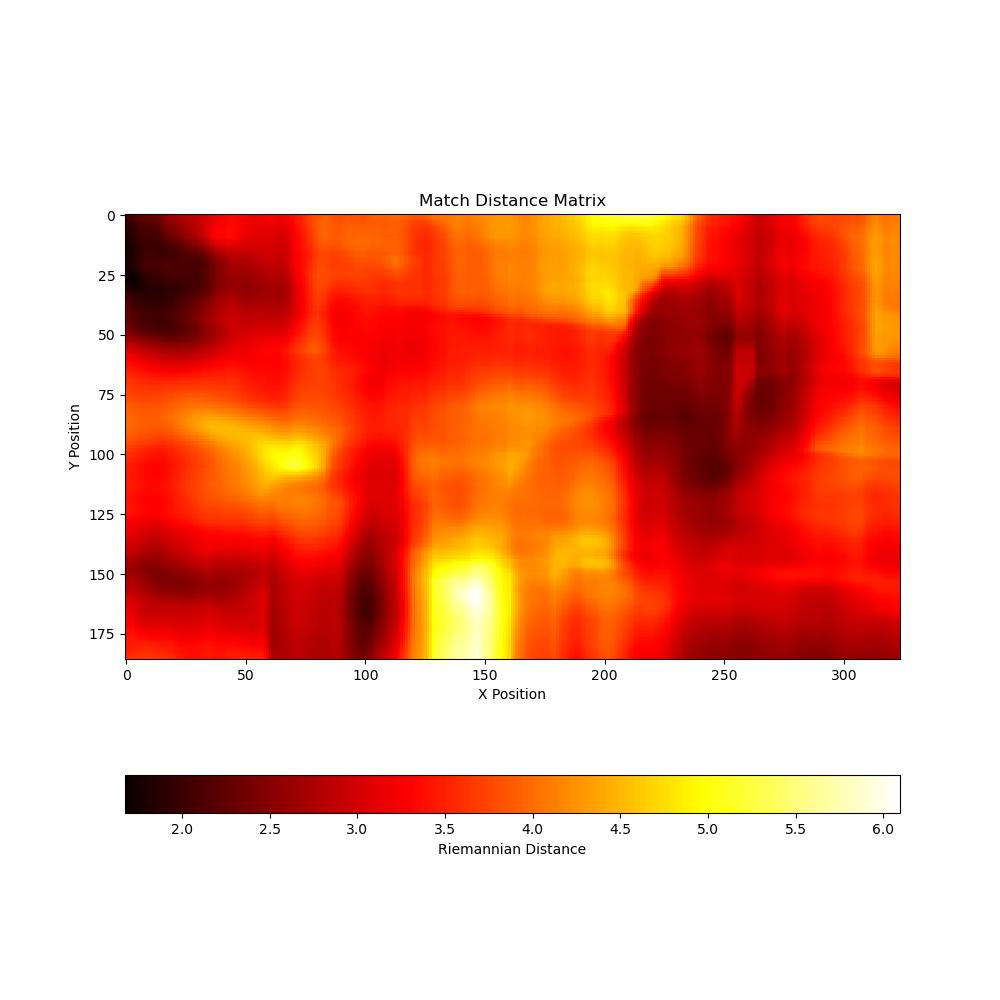 Match Distance Matrix
0
25
50
75
100
125
150
175
Y Position
0 50 100 150 200 250 300
X Position
2.0 2.5 3.0 3.5 4.0 4.5 5.0 5.5 6.0
Riemannian Distance